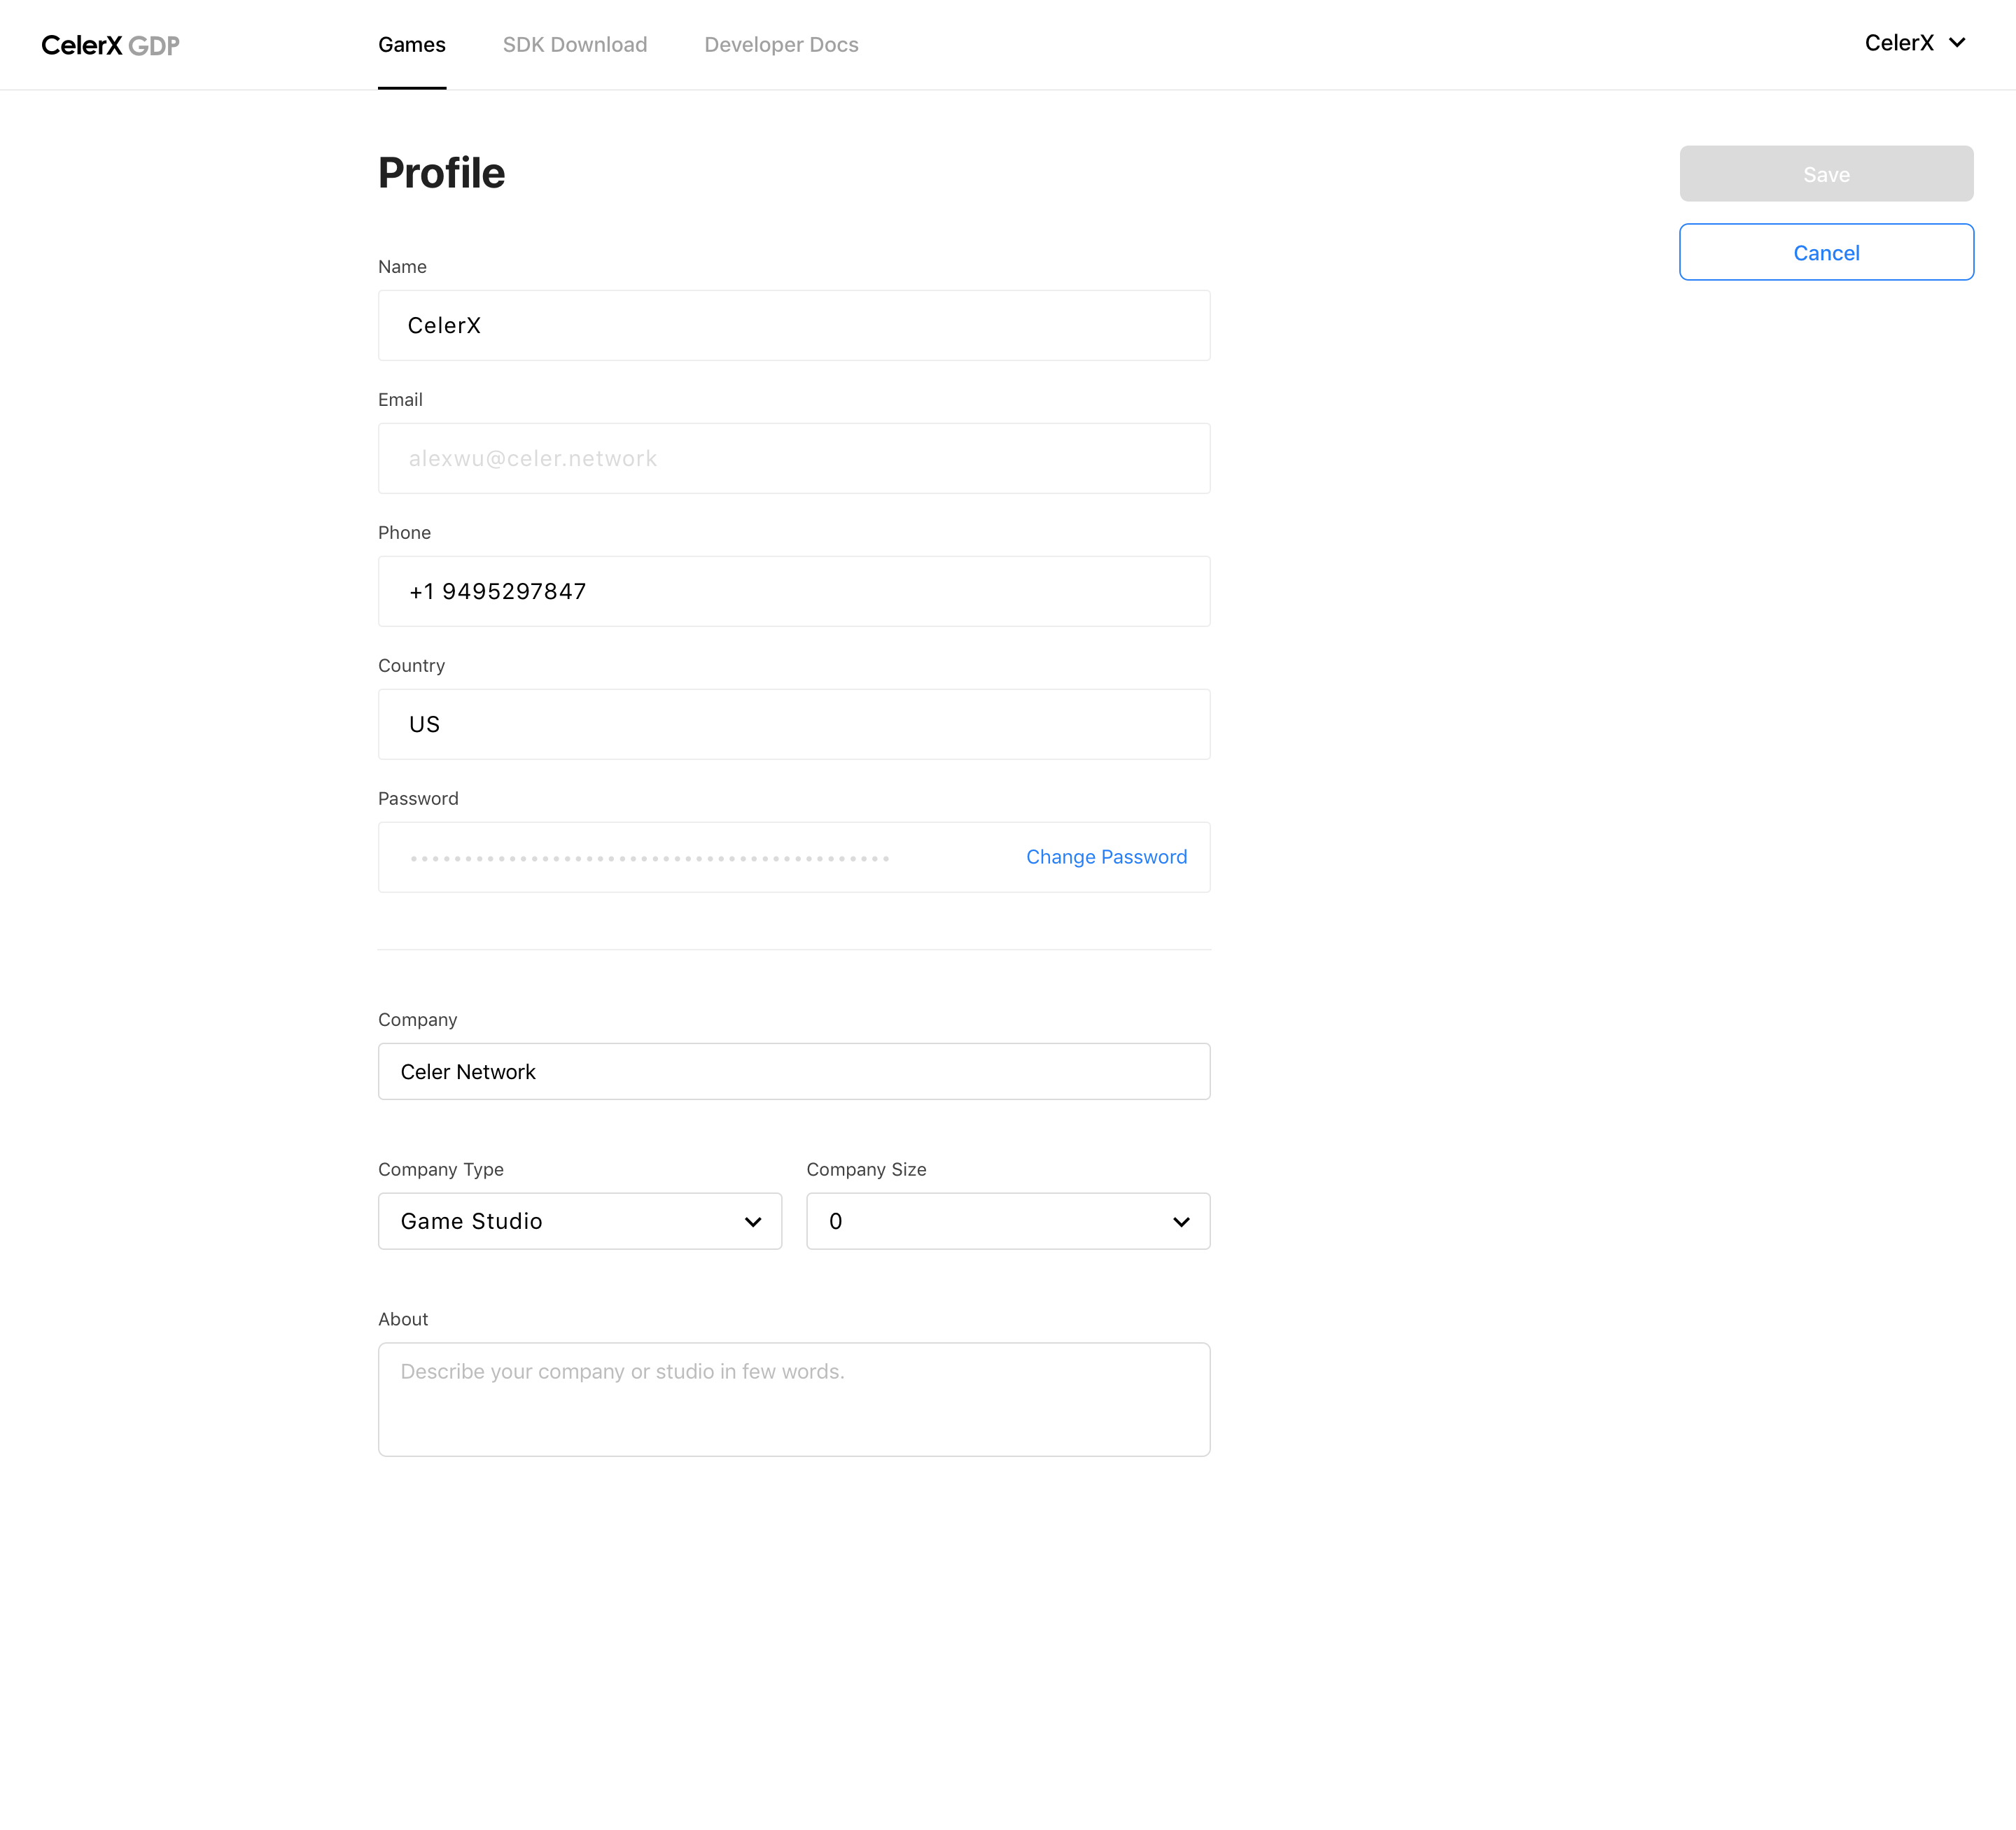 CelerX GDP
Games
SDK Download
Developer Docs
CelerX
Profile
Save
Cancel
Name
CelerX
Email
alexwu@celer.network
Phone
+1 9495297847
Country
US
Password
Change Password
Company
Celer Network
Company Type
Company Size
Game Studio
0
About
Describe your company or studio in few words.